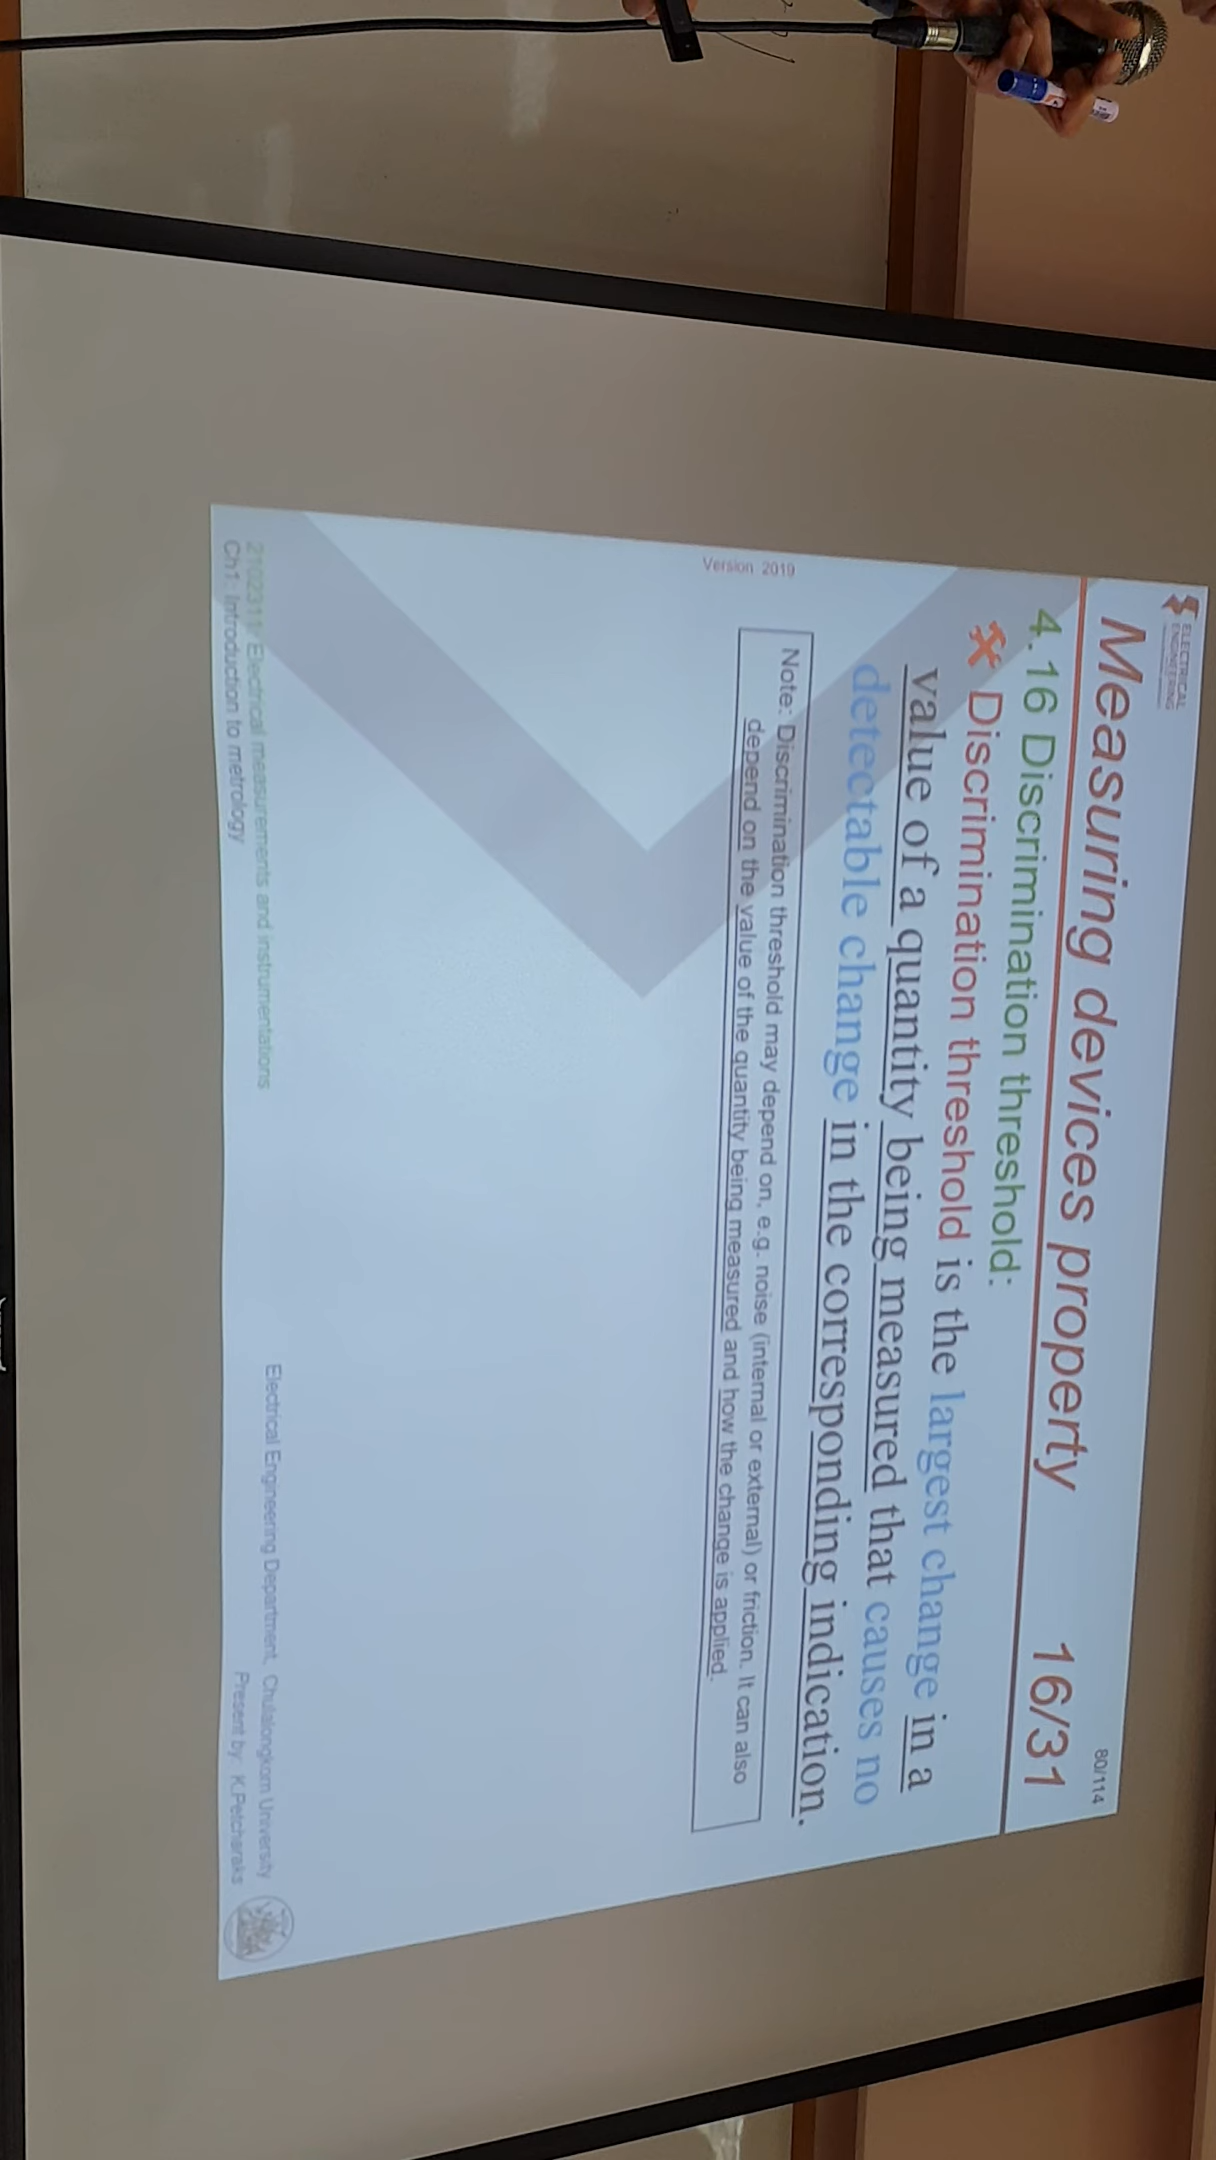 ELECTRICAL
ENGINEERING
80/114
Measuring devices property 16/31
4.16 Discrimination threshold:
Discrimination threshold is the largest change in a
value of a quantity being measured that causes no
detectable change in the corresponding indication.
Note: Discrimination threshold may depend on, e.g. noise (internal or external) or friction. It can also
depend on the value of the quantity being measured and how the change is applied.
Version 2019
2102311: Electrical measurements and instrumentations
Ch1: Introduction to metrology
Electrical Engineering Department, Chulalongkorn University
Present by: K.Petcharaks